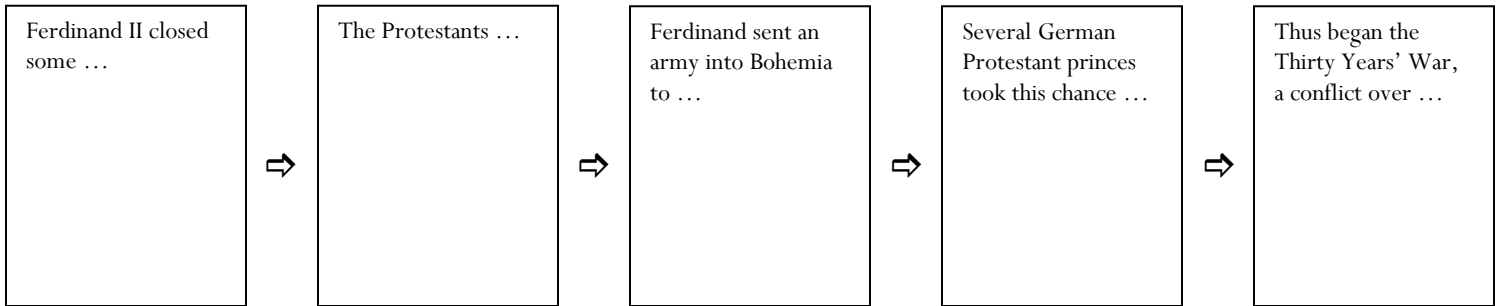 Ferdinand II closed
some …
The Protestants …
Ferdinand sent an
army into Bohemia
to …
Several German
Protestant princes
took this chance …
Thus began the
Thirty Years’ War,
a conflict over …